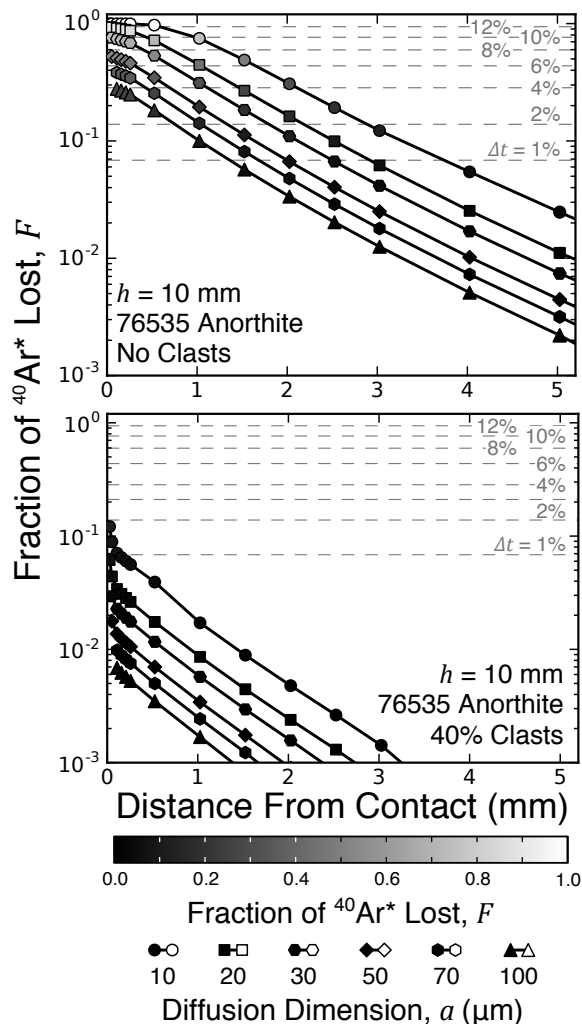 10⁰
12%
10%
8%
6%
4%
2%
Δt = 1%
10⁻¹
10⁻²
10⁻³
h = 10 mm
76535 Anorthite
No Clasts
0 1 2 3 4 5
Fraction of ⁴⁰Ar* Lost, F
10⁰
12%
10%
8%
6%
4%
2%
Δt = 1%
10⁻¹
10⁻²
10⁻³
h = 10 mm
76535 Anorthite
40% Clasts
0 1 2 3 4 5
Distance From Contact (mm)
0.0 0.2 0.4 0.6 0.8 1.0
Fraction of ⁴⁰Ar* Lost, F
10 20 30 50 70 100
Diffusion Dimension, a (μm)